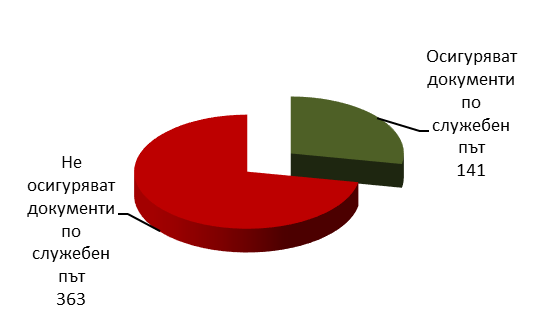 Осигуряват
документи
по
служебен
път
141
Не
осигуряват
документи
по
служебен
път
363